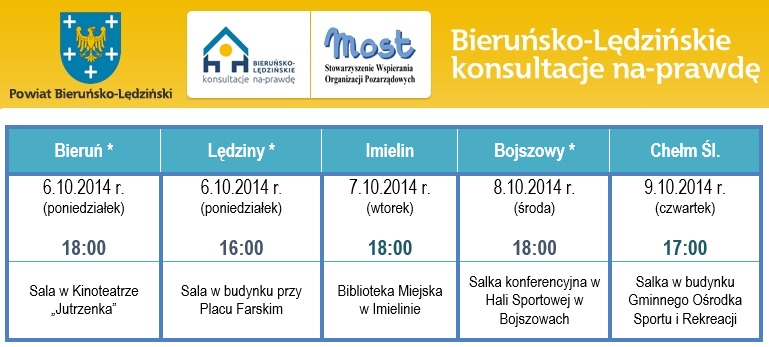 Powiat Bieruńsko-Lędziński
BIERUŃSKO-
LĘDZIŃSKIE
konsultacje na-prawdę
Most
Stowarzyszenie Wspierania
Organizacji Pozarządowych
Bieruńsko-Lędzińskie
konsultacje na-prawdę
Bieruń *
Lędziny *
Imielin
Bojszowy *
Chełm Śl.
6.10.2014 r.
(poniedziałek)
18:00
6.10.2014 r.
(poniedziałek)
16:00
7.10.2014 r.
(wtorek)
18:00
8.10.2014 r.
(środa)
18:00
9.10.2014 r.
(czwartek)
17:00
Sala w Kinoteatrze
„Jutrzenka”
Sala w budynku przy
Placu Farskim
Biblioteka Miejska
w Imielinie
Salka konferencyjna w
Hali Sportowej w
Bojszowach
Salka w budynku
Gminnego Ośrodka
Sportu i Rekreacji